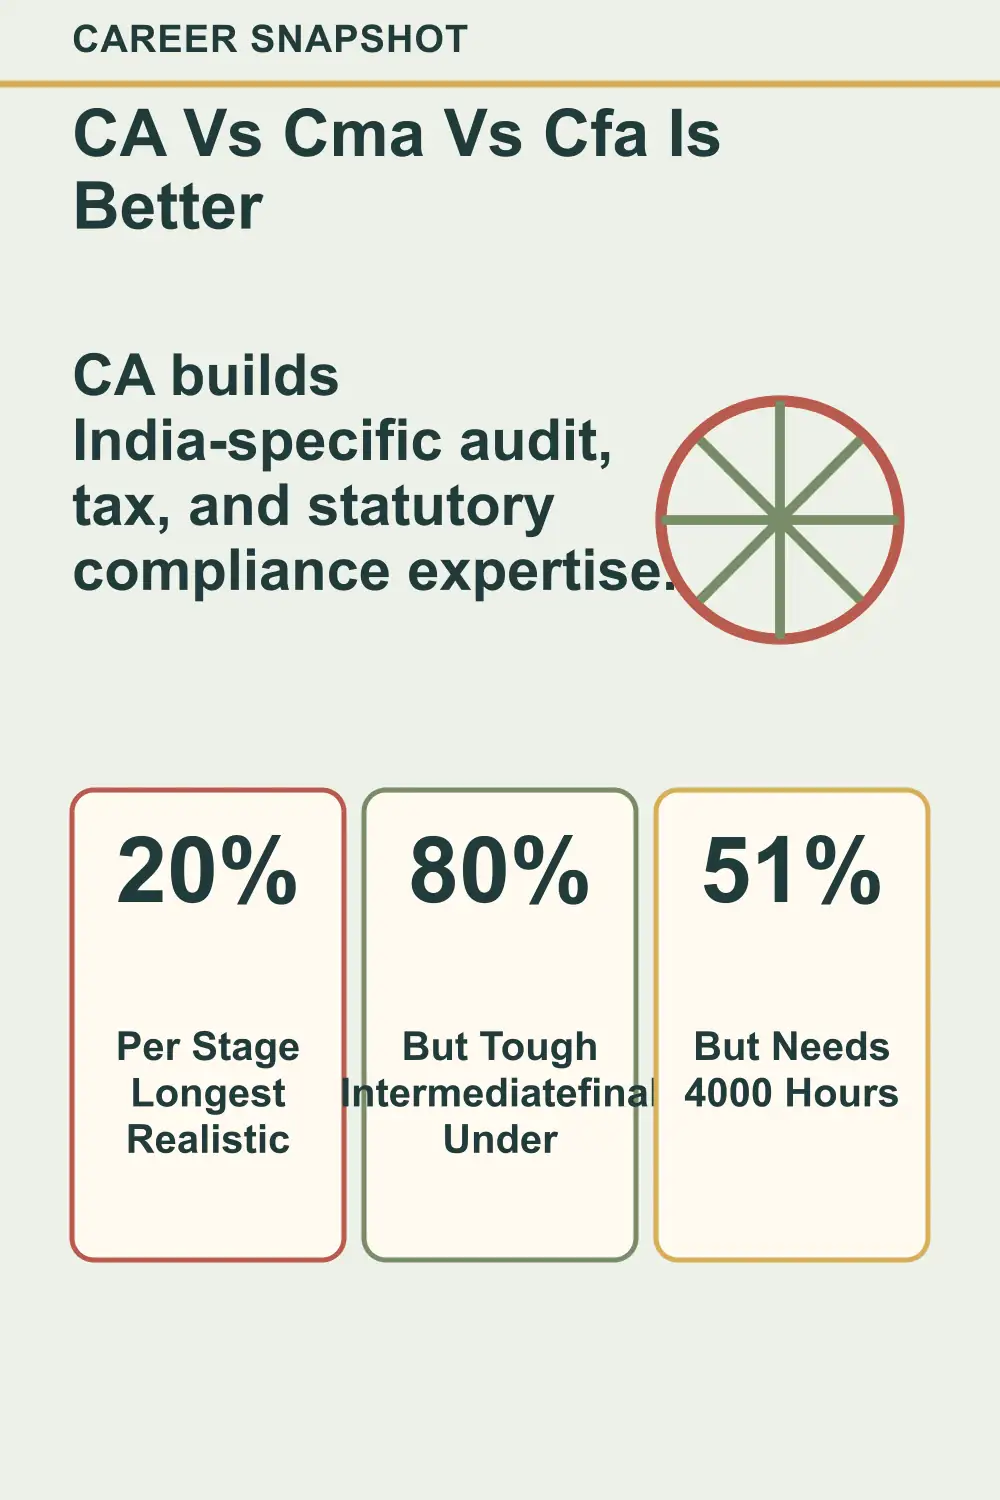 CAREER SNAPSHOT
CA Vs Cma Vs Cfa Is
Better
CA builds
India-specific audit,
tax, and statutory
compliance expertise.
20%
Per Stage
Longest
Realistic
80%
But Tough
Intermediatefinal
Under
51%
But Needs
4000 Hours